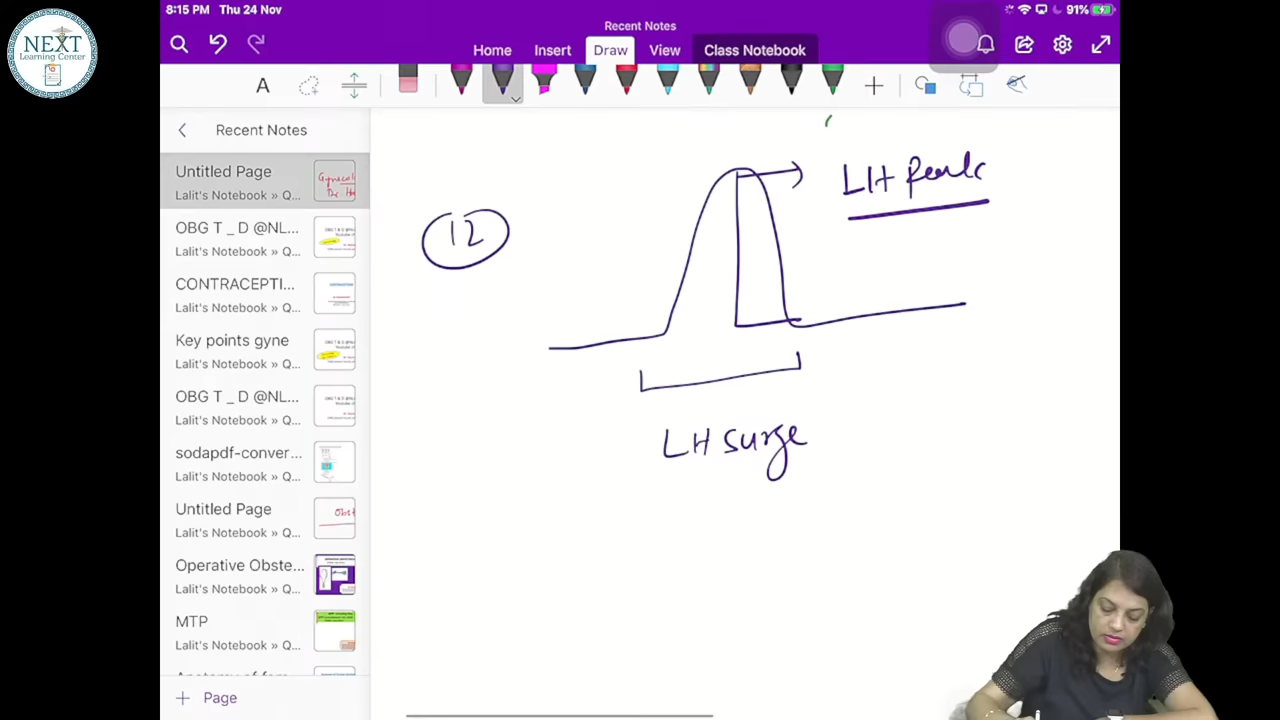 8:15 PM Thu 24 Nov
91%
NEXT
Learning Center
Recent Notes
Home Insert Draw View Class Notebook
A
Recent Notes
Untitled Page
Lalit's Notebook » Q...
OBG T _ D @NL...
Lalit's Notebook » Q...
CONTRACEPTI...
Lalit's Notebook » Q...
Key points gyne
Lalit's Notebook » Q...
OBG T _ D @NL...
Lalit's Notebook » Q...
sodapdf-conver...
Lalit's Notebook » Q...
Untitled Page
Lalit's Notebook » Q...
Operative Obste...
Lalit's Notebook » Q...
MTP
Lalit's Notebook » Q...
Page
12
LH Peak
LH surge